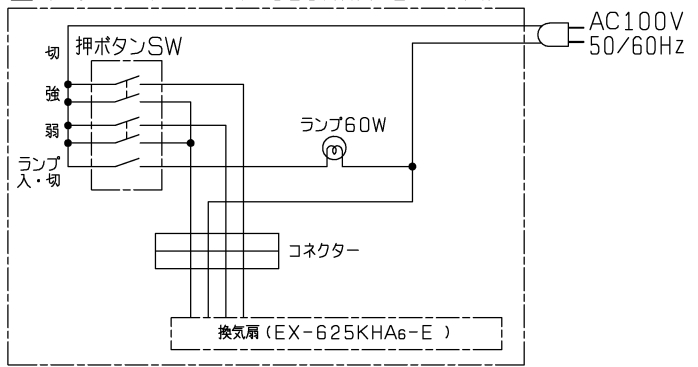 AC100V
50/60Hz
切
押ボタンSW
強
弱
ランプ60W
ランプ
入・切
コネクター
換気扇(EX-625KHA6-E )